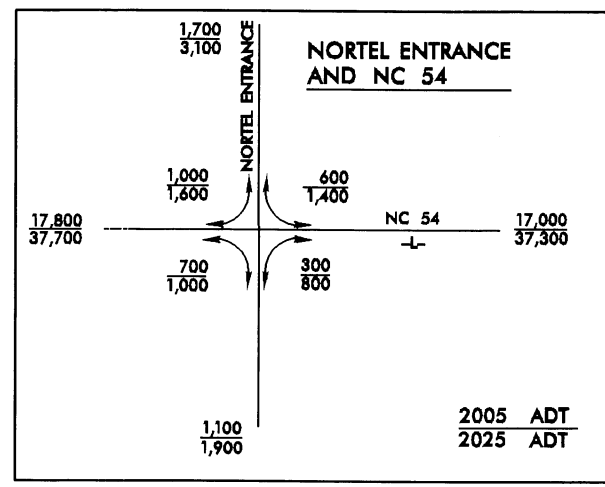 1,700
3,100
NORTEL ENTRANCE
NORTEL ENTRANCE
AND NC 54
1,000
1,600
600
1,400
17,800
37,700
NC 54
-L-
17,000
37,300
700
1,000
300
800
1,100
1,900
2005 ADT
2025 ADT